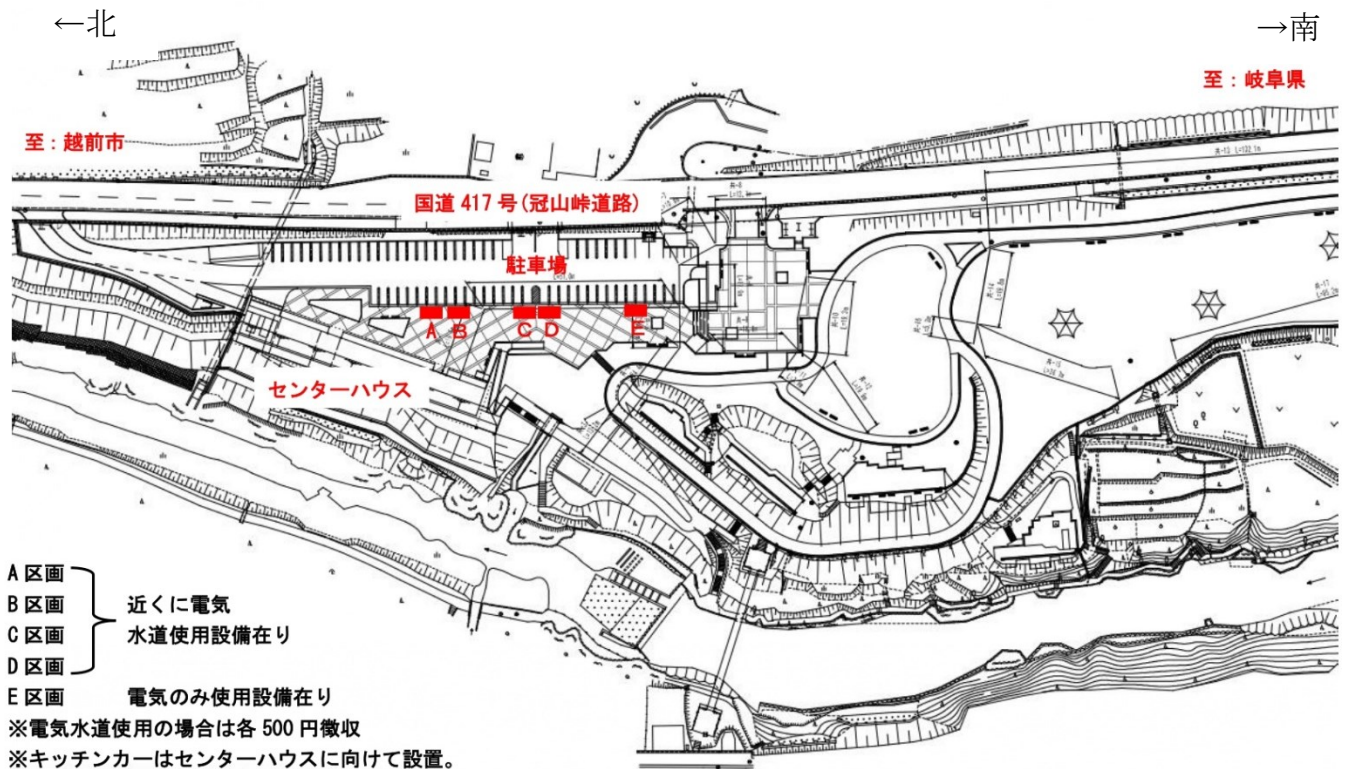 ←北
→南
至：岐阜県
至：越前市
国道 417 号(冠山峠道路)
駐車場
A
B
C
D
E
センターハウス
A 区画
B 区画
C 区画
D 区画
近くに電気
水道使用設備在り
E 区画 電気のみ使用設備在り
※電気水道使用の場合は各 500 円徴収
※キッチンカーはセンターハウスに向けて設置。